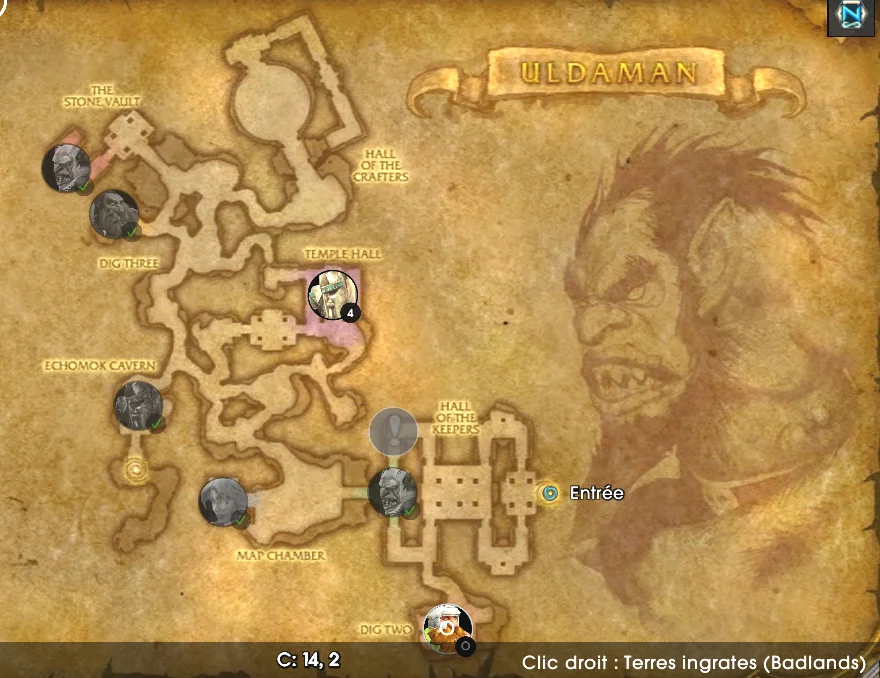 N
ULDAMAN
THE
STONE VAULT
HALL
OF THE
CRAFTERS
DIG THREE
TEMPLE HALL
4
ECHOMOK CAVERN
HALL
OF THE
KEEPERS
Entrée
MAP CHAMBER
DIG TWO
C: 14, 2
Clic droit : Terres ingrates (Badlands)